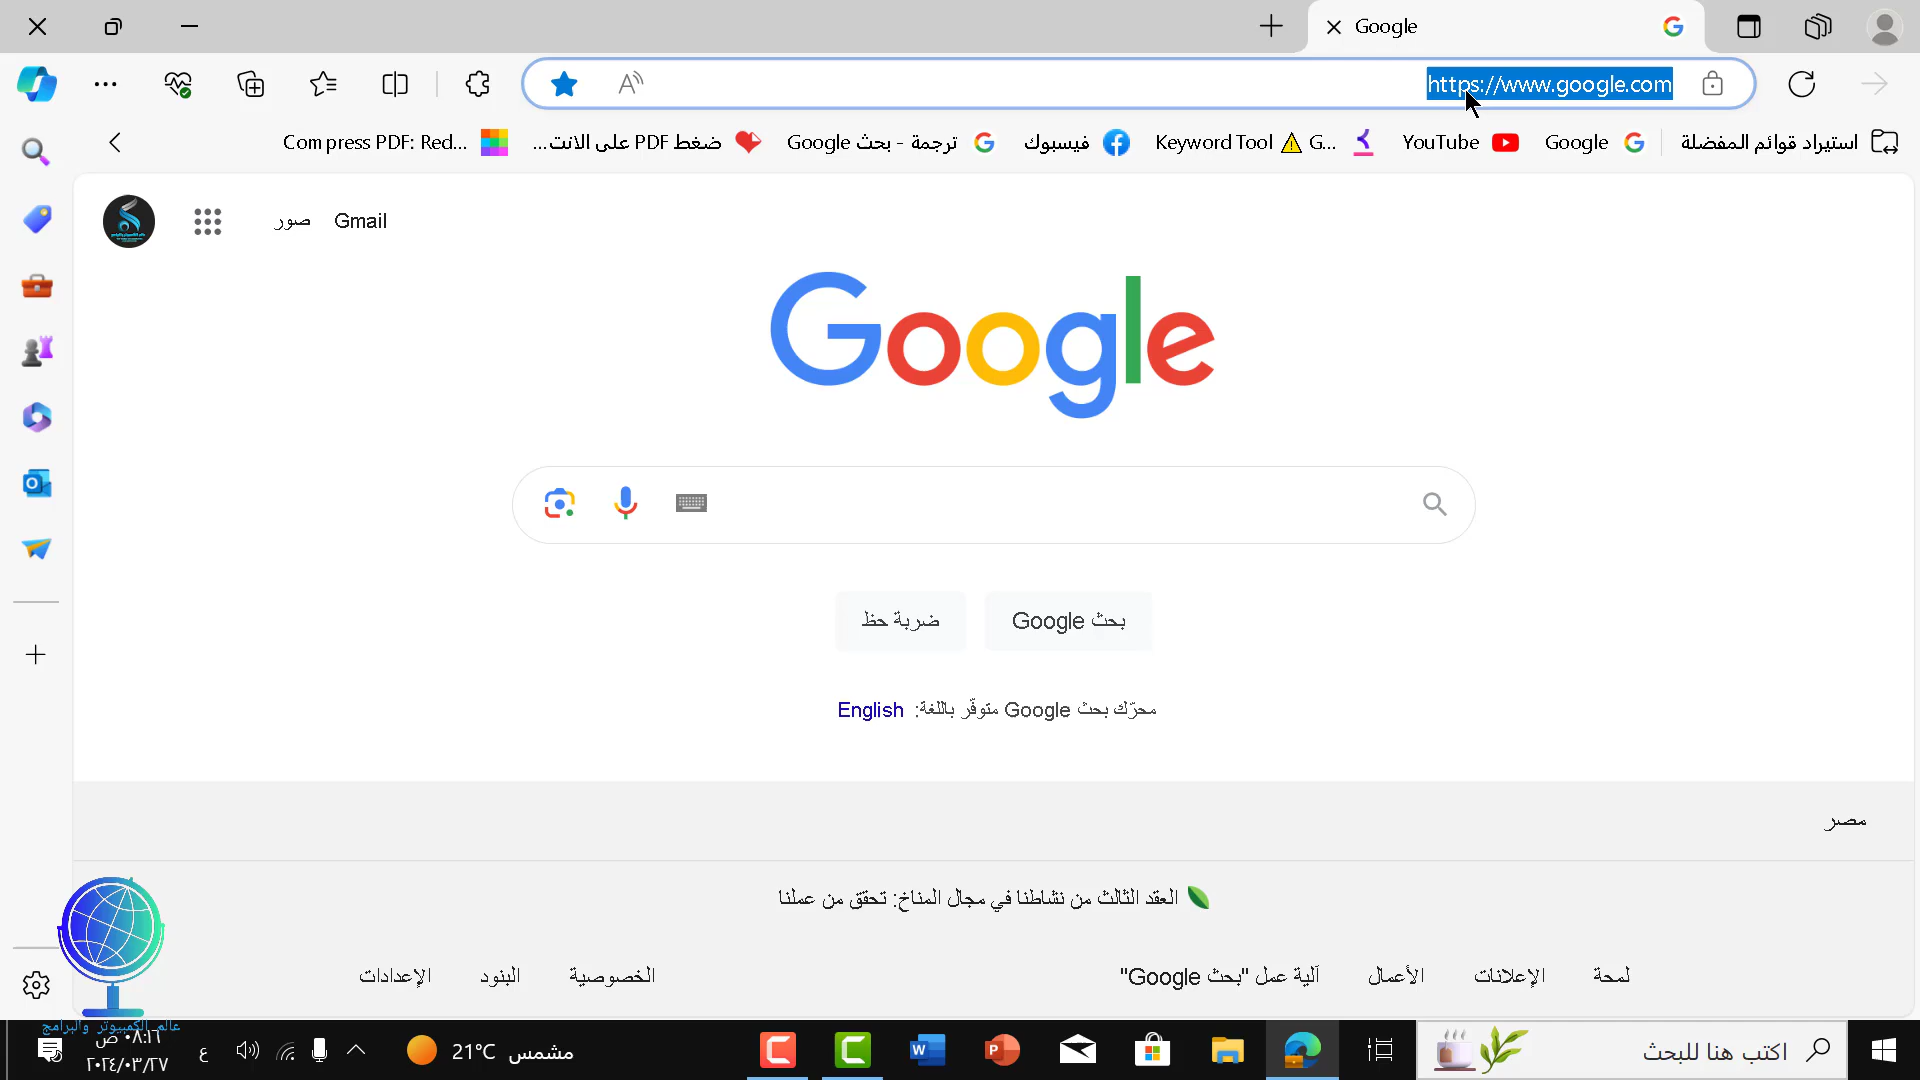 Google
https://www.google.com
استيراد قوائم المفضلة
Google
YouTube
Keyword Tool ⚠ G...
فيسبوك
ترجمة - بحث Google
ضغط PDF على الانت...
Compress PDF: Red...
Gmail
صور
Google
بحث Google
ضربة حظ
محرّك بحث Google متوفّر باللغة: English
مصر
العقد الثالث من نشاطنا في مجال المناخ: تحقق من عملنا
لمحة
الإعلانات
الأعمال
آلية عمل "بحث Google"
الخصوصية
البنود
الإعدادات
عالم الكمبيوتر والبرامج
اكتب هنا للبحث
مشمس 21°C
ع
٠٨:١٦ ص
٢٠٢٤/٠٣/٢٧